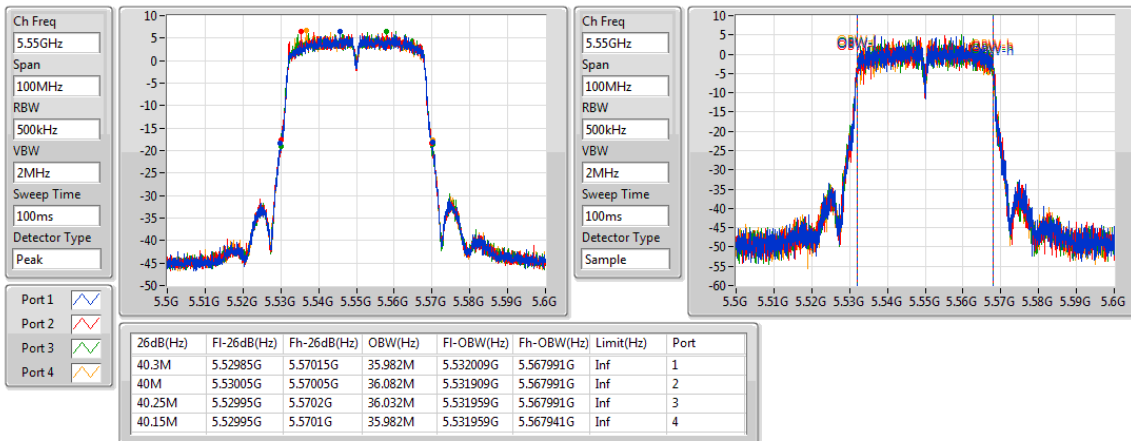 Ch Freq
5.55GHz
Span
100MHz
RBW
500kHz
VBW
2MHz
Sweep Time
100ms
Detector Type
Peak
10
5
0
-5
-10
-15
-20
-25
-30
-35
-40
-45
-50
5.5G 5.51G 5.52G 5.53G 5.54G 5.55G 5.56G 5.57G 5.58G 5.59G 5.6G
Ch Freq
5.55GHz
Span
100MHz
RBW
500kHz
VBW
2MHz
Sweep Time
100ms
Detector Type
Sample
10
5
0
-5
-10
-15
-20
-25
-30
-35
-40
-45
-50
-55
-60
5.5G 5.51G 5.52G 5.53G 5.54G 5.55G 5.56G 5.57G 5.58G 5.59G 5.6G
Port 1
Port 2
Port 3
Port 4
26dB(Hz) Fl-26dB(Hz) Fh-26dB(Hz) OBW(Hz) Fl-OBW(Hz) Fh-OBW(Hz) Limit(Hz) Port
40.3M 5.52985G 5.57015G 35.982M 5.532009G 5.567991G Inf 1
40M 5.53005G 5.57005G 36.082M 5.531909G 5.567991G Inf 2
40.25M 5.52995G 5.5702G 36.032M 5.531959G 5.567991G Inf 3
40.15M 5.52995G 5.5701G 35.982M 5.531959G 5.567941G Inf 4